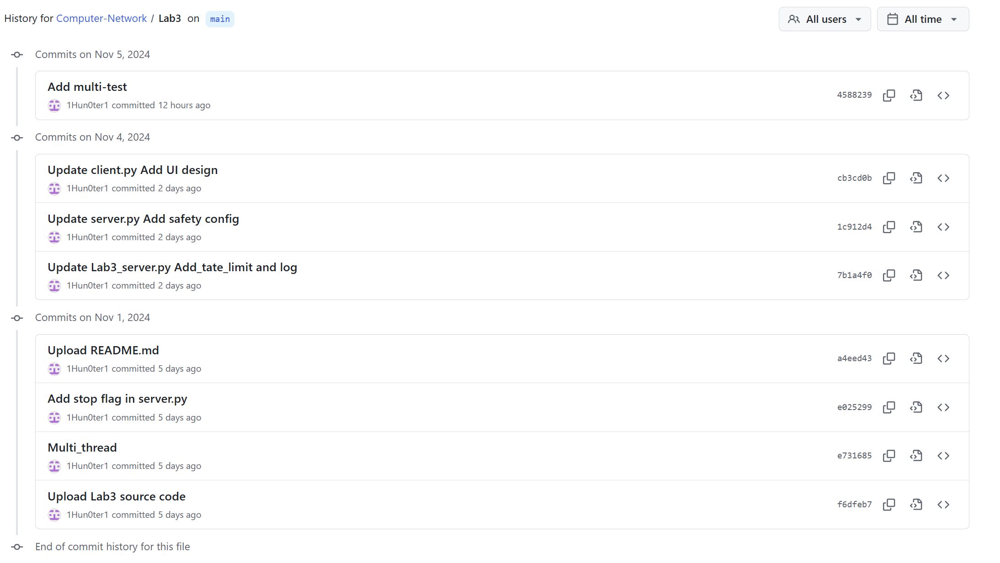 History for Computer-Network / Lab3 on main
All users
All time
Commits on Nov 5, 2024
Add multi-test
1Hun0ter1 committed 12 hours ago
4588239
Commits on Nov 4, 2024
Update client.py Add UI design
1Hun0ter1 committed 2 days ago
cb3cd0b
Update server.py Add safety config
1Hun0ter1 committed 2 days ago
1c912d4
Update Lab3_server.py Add_tate_limit and log
1Hun0ter1 committed 2 days ago
7b1a4f0
Commits on Nov 1, 2024
Upload README.md
1Hun0ter1 committed 5 days ago
a4eed43
Add stop flag in server.py
1Hun0ter1 committed 5 days ago
e025299
Multi_thread
1Hun0ter1 committed 5 days ago
e731685
Upload Lab3 source code
1Hun0ter1 committed 5 days ago
f6dfeb7
End of commit history for this file